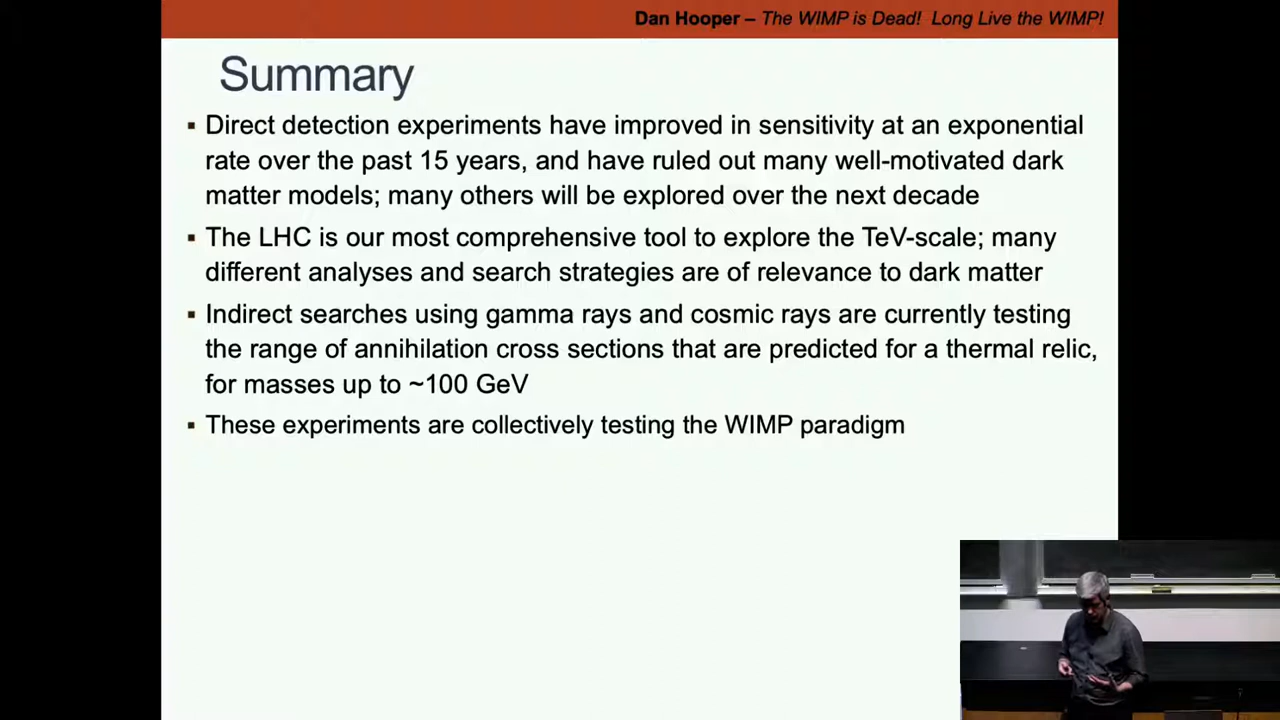 Dan Hooper – The WIMP is Dead! Long Live the WIMP!
Summary
▪ Direct detection experiments have improved in sensitivity at an exponential
rate over the past 15 years, and have ruled out many well-motivated dark
matter models; many others will be explored over the next decade
▪ The LHC is our most comprehensive tool to explore the TeV-scale; many
different analyses and search strategies are of relevance to dark matter
▪ Indirect searches using gamma rays and cosmic rays are currently testing
the range of annihilation cross sections that are predicted for a thermal relic,
for masses up to ~100 GeV
▪ These experiments are collectively testing the WIMP paradigm